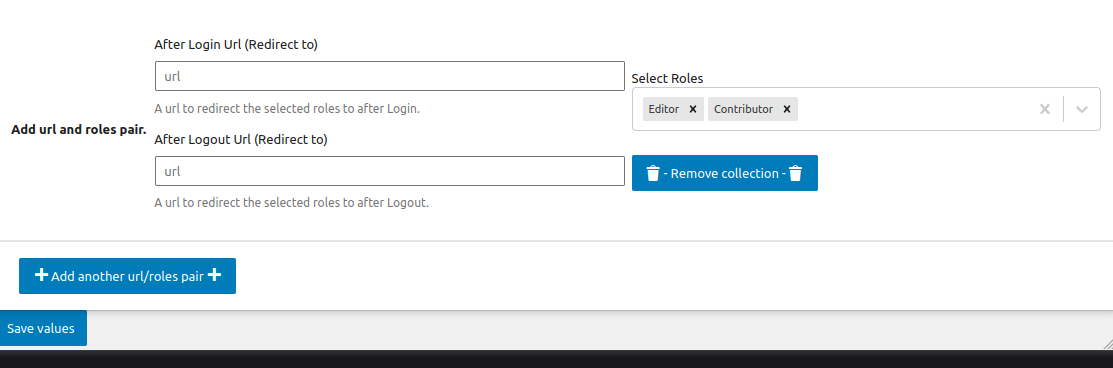 After Login Url (Redirect to)
url
A url to redirect the selected roles to after Login.
Add url and roles pair.
After Logout Url (Redirect to)
url
A url to redirect the selected roles to after Logout.
Select Roles
Editor × Contributor ×
- Remove collection -
Add another url/roles pair
Save values